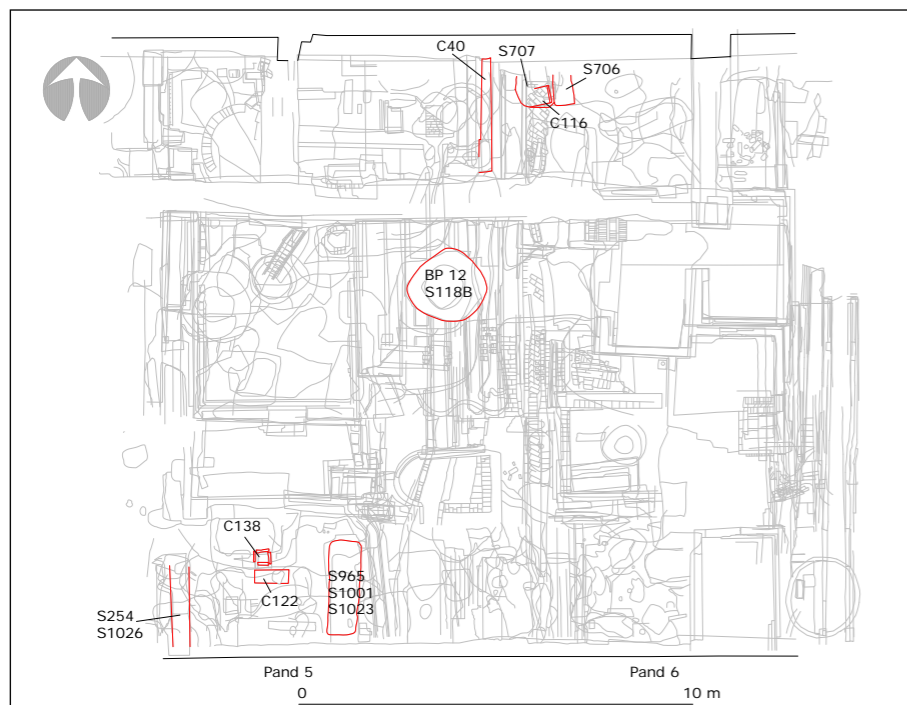 C40
S707
S706
C116
BP 12
S118B
C138
C122
S965
S1001
S1023
S254
S1026
Pand 5
Pand 6
0
10 m